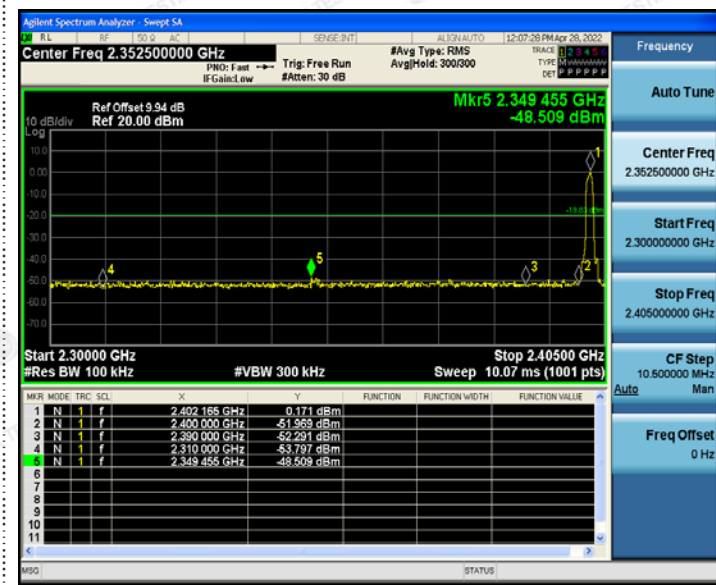 Agilent Spectrum Analyzer - Swept SA
RL RF 50 Ω AC SENSE:INT ALIGN AUTO 12:07:28 PM Apr 28, 2022
Center Freq 2.352500000 GHz
PNO: Fast
IFGain:Low
Trig: Free Run
#Atten: 30 dB
#Avg Type: RMS
Avg|Hold: 300/300
TRACE 1 2 3 4 5 6
TYPE M
DET P P P P P P
Ref Offset 9.94 dB
10 dB/div Ref 20.00 dBm
Log
Mkr5 2.349 455 GHz
-48.509 dBm
10.0
0.00
-10.0
-20.0
-30.0
-40.0
-50.0
-60.0
-70.0
-19.83 dBm
1
2
3
4
5
Start 2.30000 GHz Stop 2.40500 GHz
#Res BW 100 kHz #VBW 300 kHz Sweep 10.07 ms (1001 pts)
MKR MODE TRC SCL X Y FUNCTION FUNCTION WIDTH FUNCTION VALUE
1 N 1 f 2.402 165 GHz 0.171 dBm
2 N 1 f 2.400 000 GHz -51.969 dBm
3 N 1 f 2.390 000 GHz -52.291 dBm
4 N 1 f 2.310 000 GHz -53.797 dBm
5 N 1 f 2.349 455 GHz -48.509 dBm
6
7
8
9
10
11
MSG STATUS
Frequency
Auto Tune
Center Freq
2.352500000 GHz
Start Freq
2.300000000 GHz
Stop Freq
2.405000000 GHz
CF Step
10.500000 MHz
Auto Man
Freq Offset
0 Hz